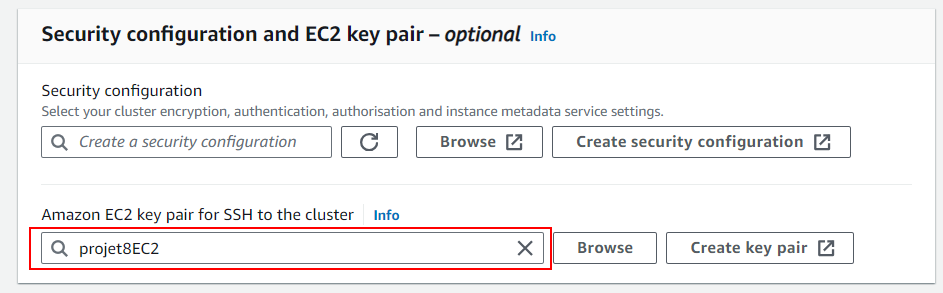 Security configuration and EC2 key pair – optional Info
Security configuration
Select your cluster encryption, authentication, authorisation and instance metadata service settings.
Create a security configuration Browse Create security configuration
Amazon EC2 key pair for SSH to the cluster Info
projet8EC2 Browse Create key pair